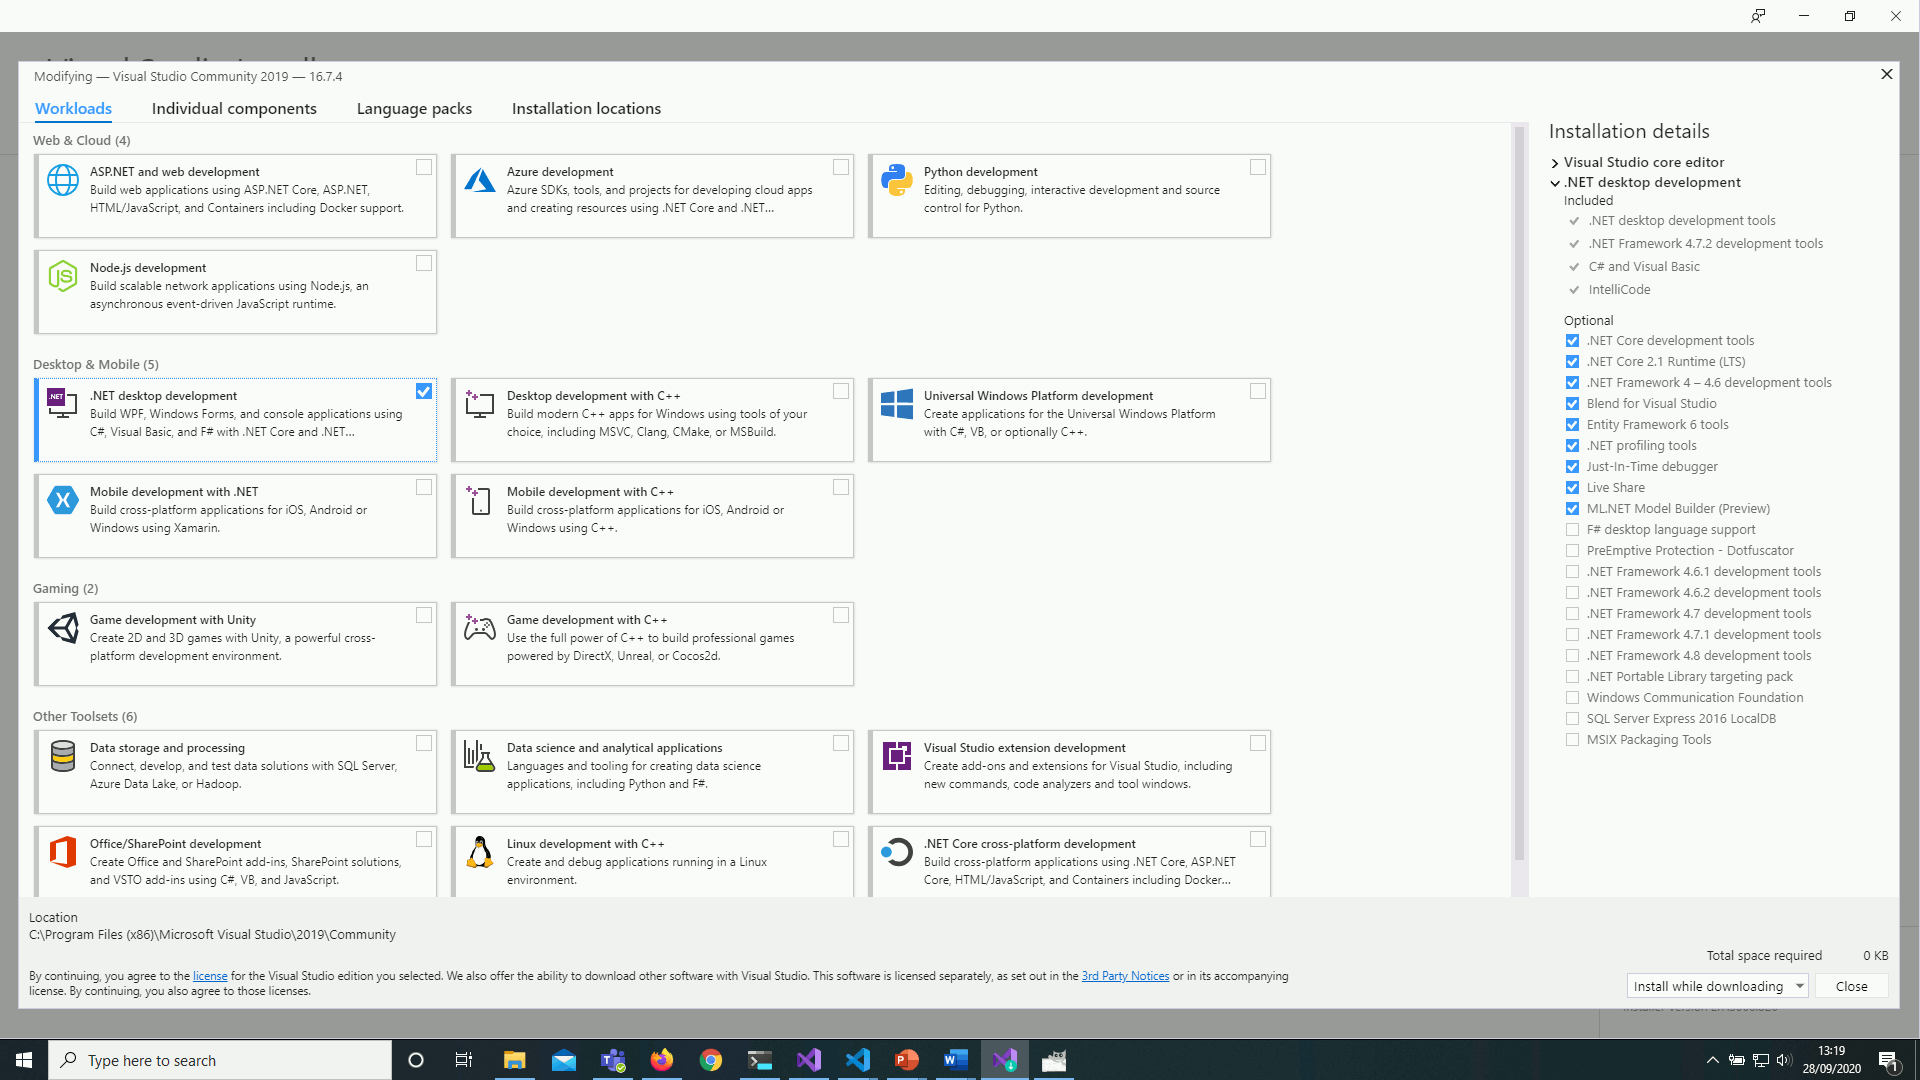 Modifying — Visual Studio Community 2019 — 16.7.4
Workloads Individual components Language packs Installation locations
Web & Cloud (4)
ASP.NET and web development
Build web applications using ASP.NET Core, ASP.NET,
HTML/JavaScript, and Containers including Docker support.
Azure development
Azure SDKs, tools, and projects for developing cloud apps
and creating resources using .NET Core and .NET...
Python development
Editing, debugging, interactive development and source
control for Python.
Node.js development
Build scalable network applications using Node.js, an
asynchronous event-driven JavaScript runtime.
Desktop & Mobile (5)
.NET desktop development
Build WPF, Windows Forms, and console applications using
C#, Visual Basic, and F# with .NET Core and .NET...
Desktop development with C++
Build modern C++ apps for Windows using tools of your
choice, including MSVC, Clang, CMake, or MSBuild.
Universal Windows Platform development
Create applications for the Universal Windows Platform
with C#, VB, or optionally C++.
Mobile development with .NET
Build cross-platform applications for iOS, Android or
Windows using Xamarin.
Mobile development with C++
Build cross-platform applications for iOS, Android or
Windows using C++.
Gaming (2)
Game development with Unity
Create 2D and 3D games with Unity, a powerful cross-
platform development environment.
Game development with C++
Use the full power of C++ to build professional games
powered by DirectX, Unreal, or Cocos2d.
Other Toolsets (6)
Data storage and processing
Connect, develop, and test data solutions with SQL Server,
Azure Data Lake, or Hadoop.
Data science and analytical applications
Languages and tooling for creating data science
applications, including Python and F#.
Visual Studio extension development
Create add-ons and extensions for Visual Studio, including
new commands, code analyzers and tool windows.
Office/SharePoint development
Create Office and SharePoint add-ins, SharePoint solutions,
and VSTO add-ins using C#, VB, and JavaScript.
Linux development with C++
Create and debug applications running in a Linux
environment.
.NET Core cross-platform development
Build cross-platform applications using .NET Core, ASP.NET
Core, HTML/JavaScript, and Containers including Docker...
Installation details
Visual Studio core editor
.NET desktop development
Included
.NET desktop development tools
.NET Framework 4.7.2 development tools
C# and Visual Basic
IntelliCode
Optional
.NET Core development tools
.NET Core 2.1 Runtime (LTS)
.NET Framework 4 – 4.6 development tools
Blend for Visual Studio
Entity Framework 6 tools
.NET profiling tools
Just-In-Time debugger
Live Share
ML.NET Model Builder (Preview)
F# desktop language support
PreEmptive Protection - Dotfuscator
.NET Framework 4.6.1 development tools
.NET Framework 4.6.2 development tools
.NET Framework 4.7 development tools
.NET Framework 4.7.1 development tools
.NET Framework 4.8 development tools
.NET Portable Library targeting pack
Windows Communication Foundation
SQL Server Express 2016 LocalDB
MSIX Packaging Tools
Location
C:\Program Files (x86)\Microsoft Visual Studio\2019\Community
Total space required 0 KB
By continuing, you agree to the license for the Visual Studio edition you selected. We also offer the ability to download other software with Visual Studio. This software is licensed separately, as set out in the 3rd Party Notices or in its accompanying
license. By continuing, you also agree to those licenses.
Install while downloading Close
Type here to search
13:19
28/09/2020
1